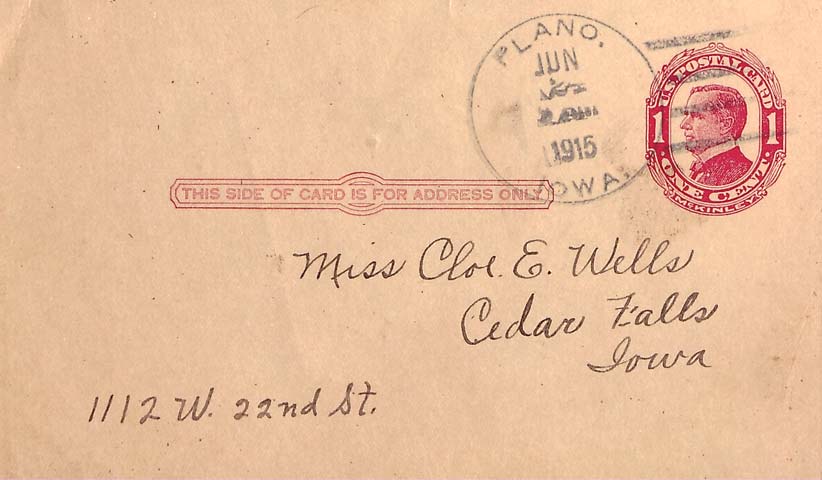 PLANO,
JUN
1915
IOWA.
U.S. POSTAL CARD
1 1
ONE CENT
McKINLEY
THIS SIDE OF CARD IS FOR ADDRESS ONLY
Miss Cloe E. Wells
Cedar Falls
Iowa
1112 W. 22nd St.